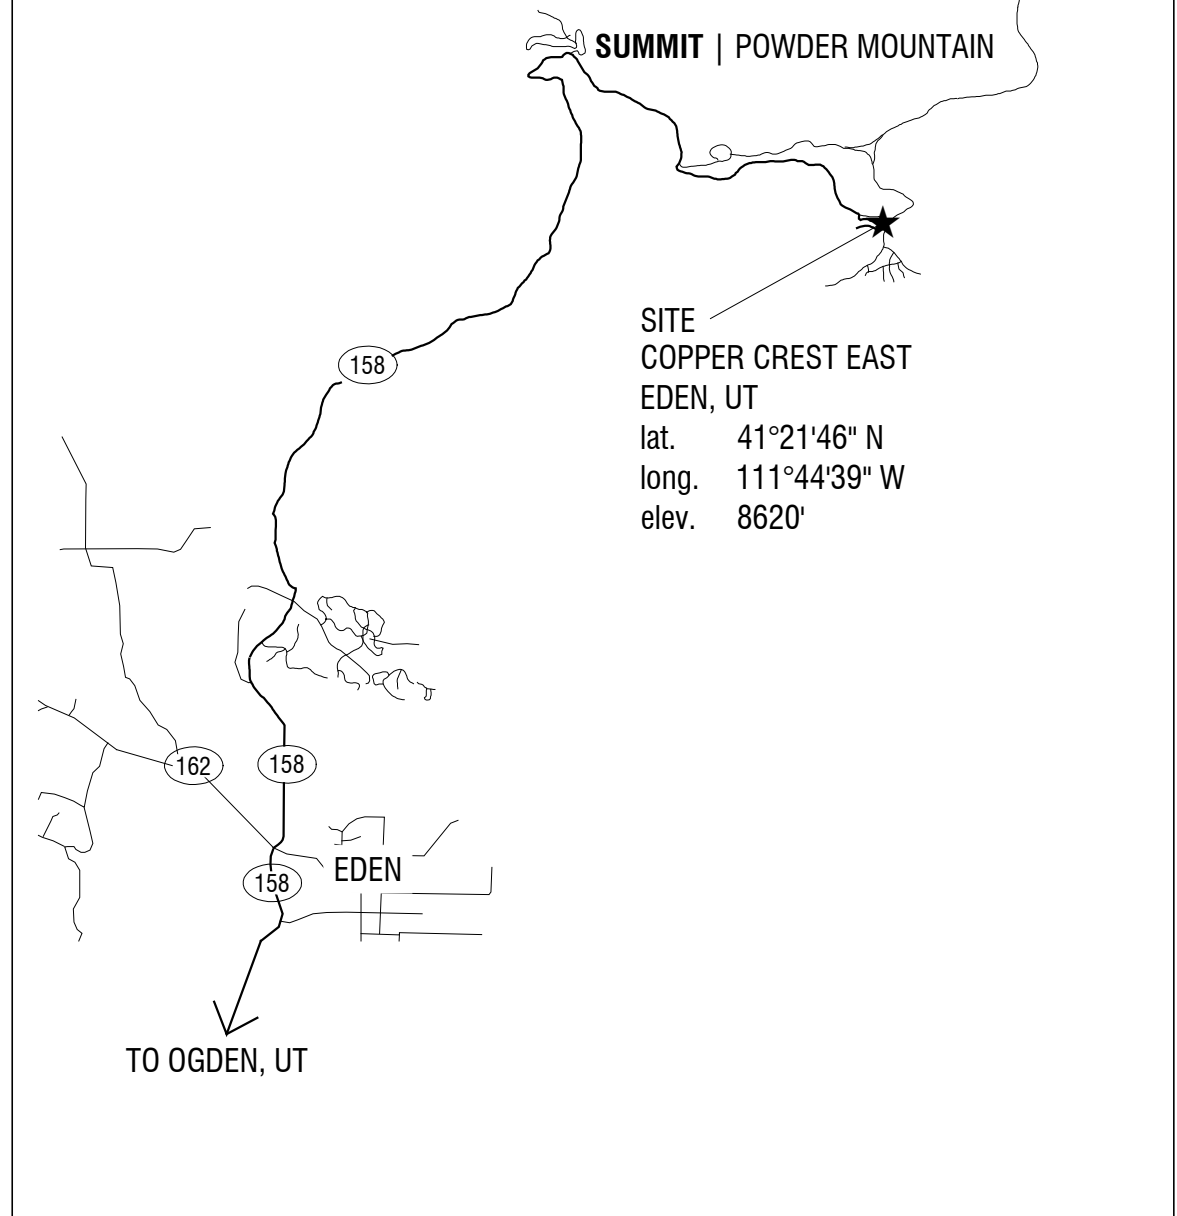 SUMMIT | POWDER MOUNTAIN
158
SITE
COPPER CREST EAST
EDEN, UT
lat. 41°21'46" N
long. 111°44'39" W
elev. 8620'
162
158
EDEN
158
TO OGDEN, UT